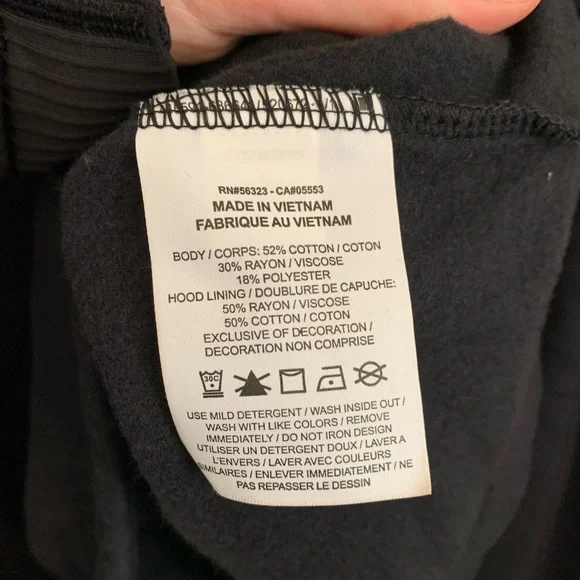 RN#56323 - CA#05553
MADE IN VIETNAM
FABRIQUE AU VIETNAM
BODY / CORPS: 52% COTTON / COTON
30% RAYON / VISCOSE
18% POLYESTER
HOOD LINING / DOUBLURE DE CAPUCHE:
50% RAYON / VISCOSE
50% COTTON / COTON
EXCLUSIVE OF DECORATION /
DECORATION NON COMPRISE
30C
USE MILD DETERGENT / WASH INSIDE OUT /
WASH WITH LIKE COLORS / REMOVE
IMMEDIATELY / DO NOT IRON DESIGN
UTILISER UN DETERGENT DOUX / LAVER A
L'ENVERS / LAVER AVEC COULEURS
SIMILAIRES / ENLEVER IMMEDIATEMENT / NE
PAS REPASSER LE DESSIN